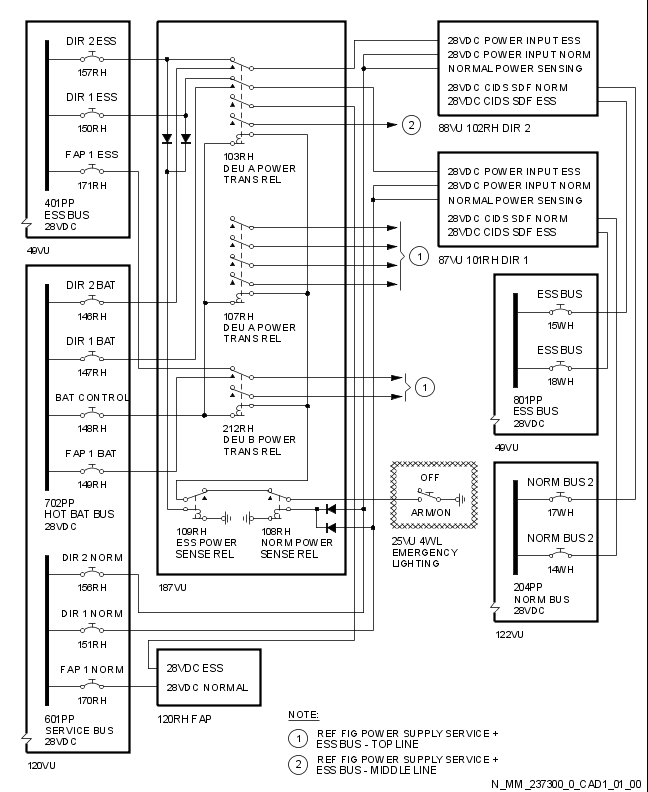 DIR 2 ESS
157RH
DIR 1 ESS
150RH
FAP 1 ESS
171RH
401PP
ESS BUS
28VDC
49VU
DIR 2 BAT
146RH
DIR 1 BAT
147RH
BAT CONTROL
148RH
FAP 1 BAT
149RH
702PP
HOT BAT BUS
28VDC
DIR 2 NORM
156RH
DIR 1 NORM
151RH
FAP 1 NORM
170RH
601PP
SERVICE BUS
28VDC
120VU
103RH
DEU A POWER
TRANS REL
107RH
DEU A POWER
TRANS REL
212RH
DEU B POWER
TRANS REL
109RH
ESS POWER
SENSE REL
108RH
NORM POWER
SENSE REL
187VU
28VDC ESS
28VDC NORMAL
120RH FAP
2
1
1
OFF
ARM/ON
25VU 4WL
EMERGENCY
LIGHTING
28VDC POWER INPUT ESS
28VDC POWER INPUT NORM
NORMAL POWER SENSING
28VDC CIDS SDF NORM
28VDC CIDS SDF ESS
88VU 102RH DIR 2
28VDC POWER INPUT ESS
28VDC POWER INPUT NORM
NORMAL POWER SENSING
28VDC CIDS SDF NORM
28VDC CIDS SDF ESS
87VU 101RH DIR 1
ESS BUS
15WH
ESS BUS
18WH
801PP
ESS BUS
28VDC
49VU
NORM BUS 2
17WH
NORM BUS 2
14WH
204PP
NORM BUS
28VDC
122VU
NOTE:
1 REF FIG POWER SUPPLY SERVICE +
ESS BUS - TOP LINE
2 REF FIG POWER SUPPLY SERVICE +
ESS BUS - MIDDLE LINE
N_MM_237300_0_CAD1_01_00